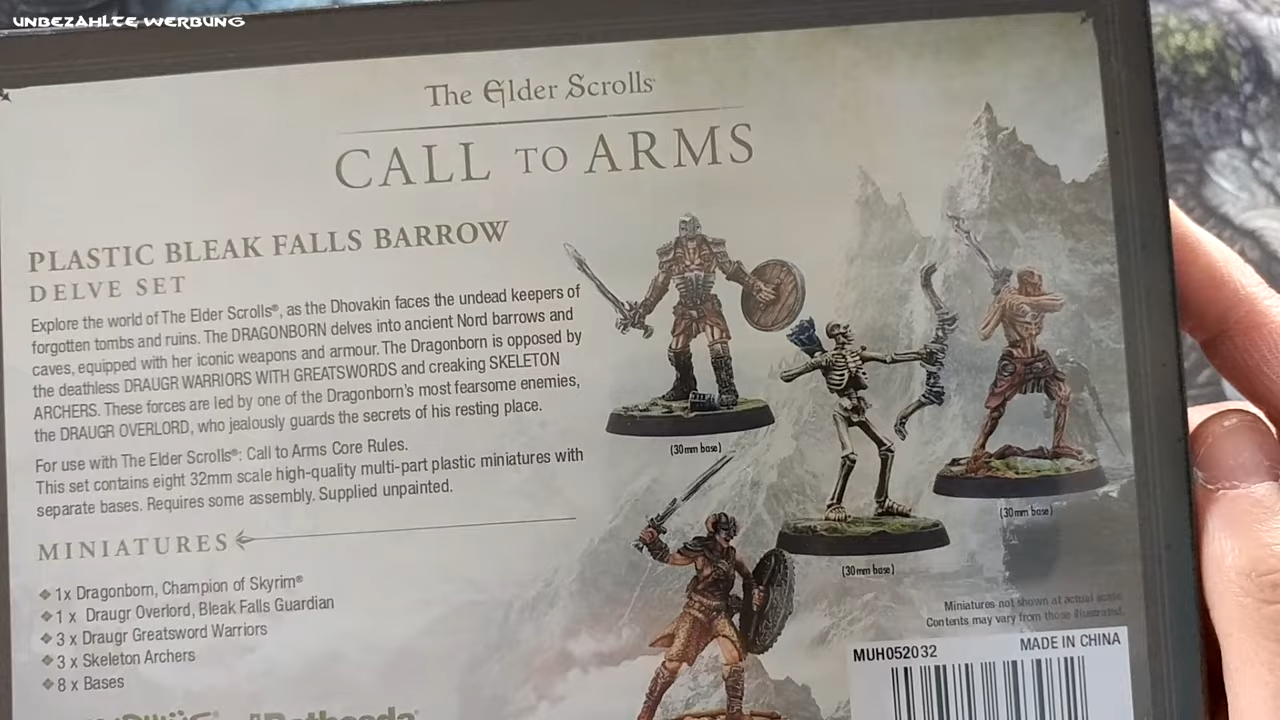 UNBEZAHLTE WERBUNG
The Elder Scrolls
CALL TO ARMS
PLASTIC BLEAK FALLS BARROW
DELVE SET
Explore the world of The Elder Scrolls®, as the Dhovakin faces the undead keepers of
forgotten tombs and ruins. The DRAGONBORN delves into ancient Nord barrows and
caves, equipped with her iconic weapons and armour. The Dragonborn is opposed by
the deathless DRAUGR WARRIORS WITH GREATSWORDS and creaking SKELETON
ARCHERS. These forces are led by one of the Dragonborn's most fearsome enemies,
the DRAUGR OVERLORD, who jealously guards the secrets of his resting place.
For use with The Elder Scrolls®: Call to Arms Core Rules.
This set contains eight 32mm scale high-quality multi-part plastic miniatures with
separate bases. Requires some assembly. Supplied unpainted.
MINIATURES
❖ 1x Dragonborn, Champion of Skyrim®
❖ 1 x Draugr Overlord, Bleak Falls Guardian
❖ 3 x Draugr Greatsword Warriors
❖ 3 x Skeleton Archers
❖ 8 x Bases
(30mm base)
(30mm base)
(30mm base)
Miniatures not shown at actual scale
Contents may vary from those illustrated.
MUH052032
MADE IN CHINA
Bethesda